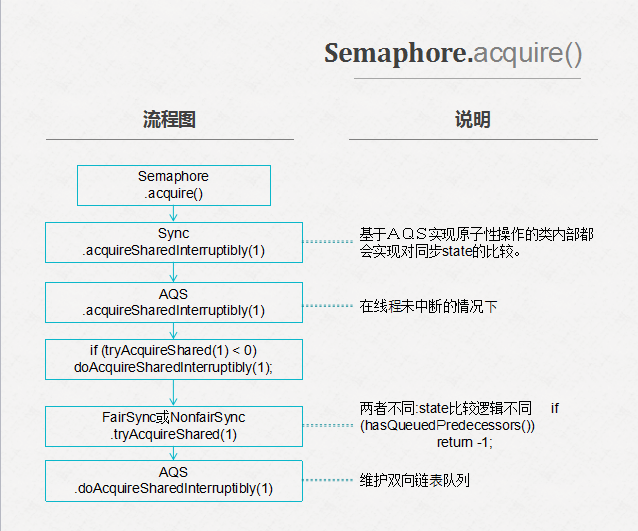 Semaphore.acquire()
流程图
说明
Semaphore
.acquire()
Sync
.acquireSharedInterruptibly(1)
基于AQS实现原子性操作的类内部都
会实现对同步state的比较。
AQS
.acquireSharedInterruptibly(1)
在线程未中断的情况下
if (tryAcquireShared(1) < 0)
doAcquireSharedInterruptibly(1);
FairSync或NonfairSync
.tryAcquireShared(1)
两者不同:state比较逻辑不同 if
(hasQueuedPredecessors())
return -1;
AQS
.doAcquireSharedInterruptibly(1)
维护双向链表队列